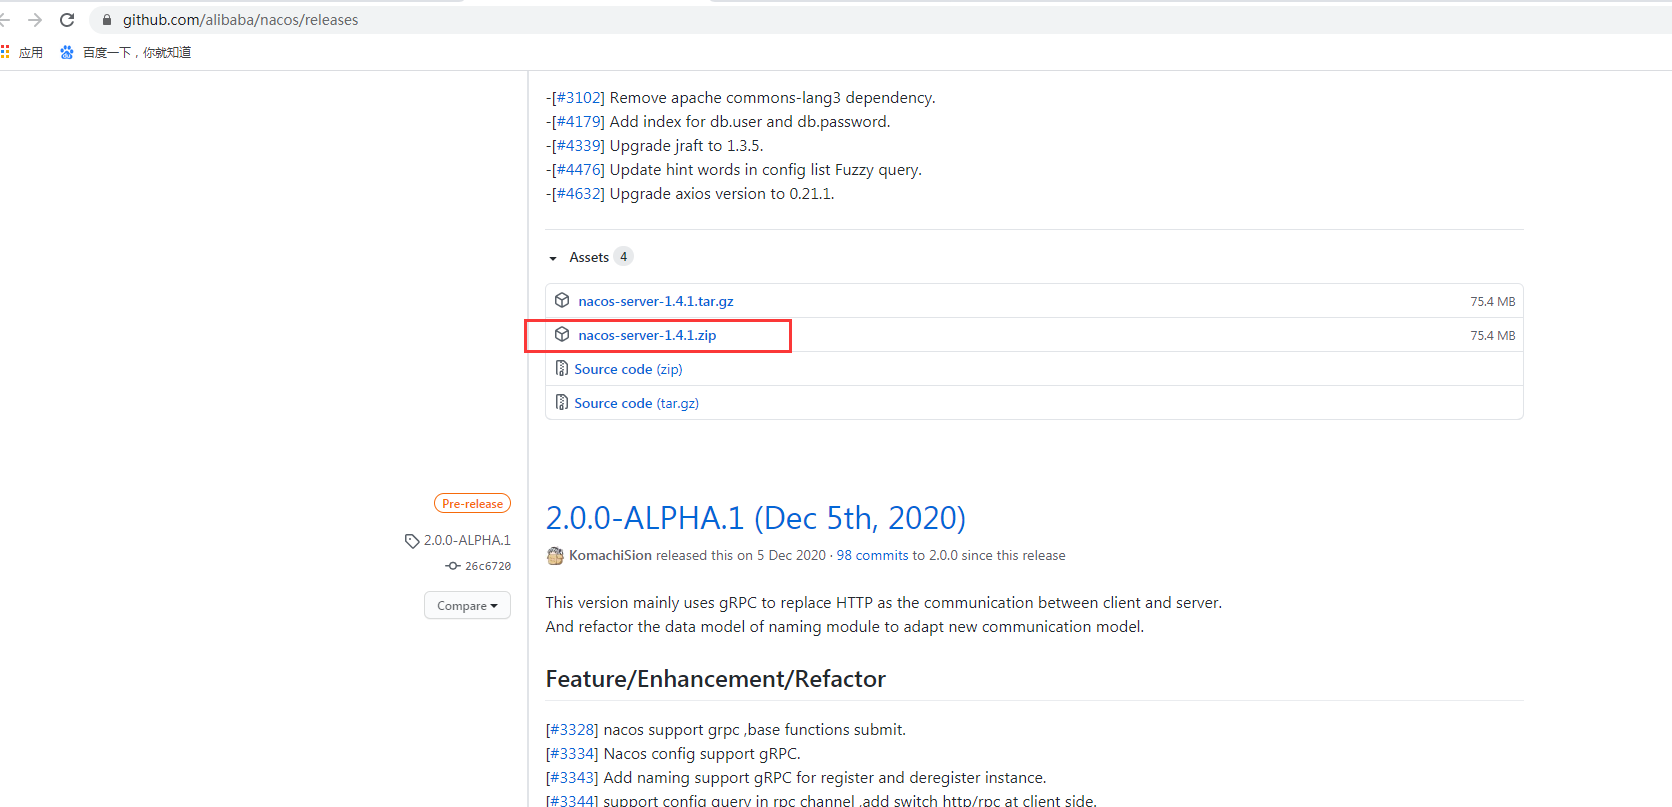 github.com/alibaba/nacos/releases
应用 百度一下，你就知道
-[#3102] Remove apache commons-lang3 dependency.
-[#4179] Add index for db.user and db.password.
-[#4339] Upgrade jraft to 1.3.5.
-[#4476] Update hint words in config list Fuzzy query.
-[#4632] Upgrade axios version to 0.21.1.
Assets 4
nacos-server-1.4.1.tar.gz 75.4 MB
nacos-server-1.4.1.zip 75.4 MB
Source code (zip)
Source code (tar.gz)
Pre-release
2.0.0-ALPHA.1
26c6720
Compare
2.0.0-ALPHA.1 (Dec 5th, 2020)
KomachiSion released this on 5 Dec 2020 · 98 commits to 2.0.0 since this release
This version mainly uses gRPC to replace HTTP as the communication between client and server.
And refactor the data model of naming module to adapt new communication model.
Feature/Enhancement/Refactor
[#3328] nacos support grpc ,base functions submit.
[#3334] Nacos config support gRPC.
[#3343] Add naming support gRPC for register and deregister instance.
[#3344] support config query in rpc channel ,add switch http/rpc at client side.